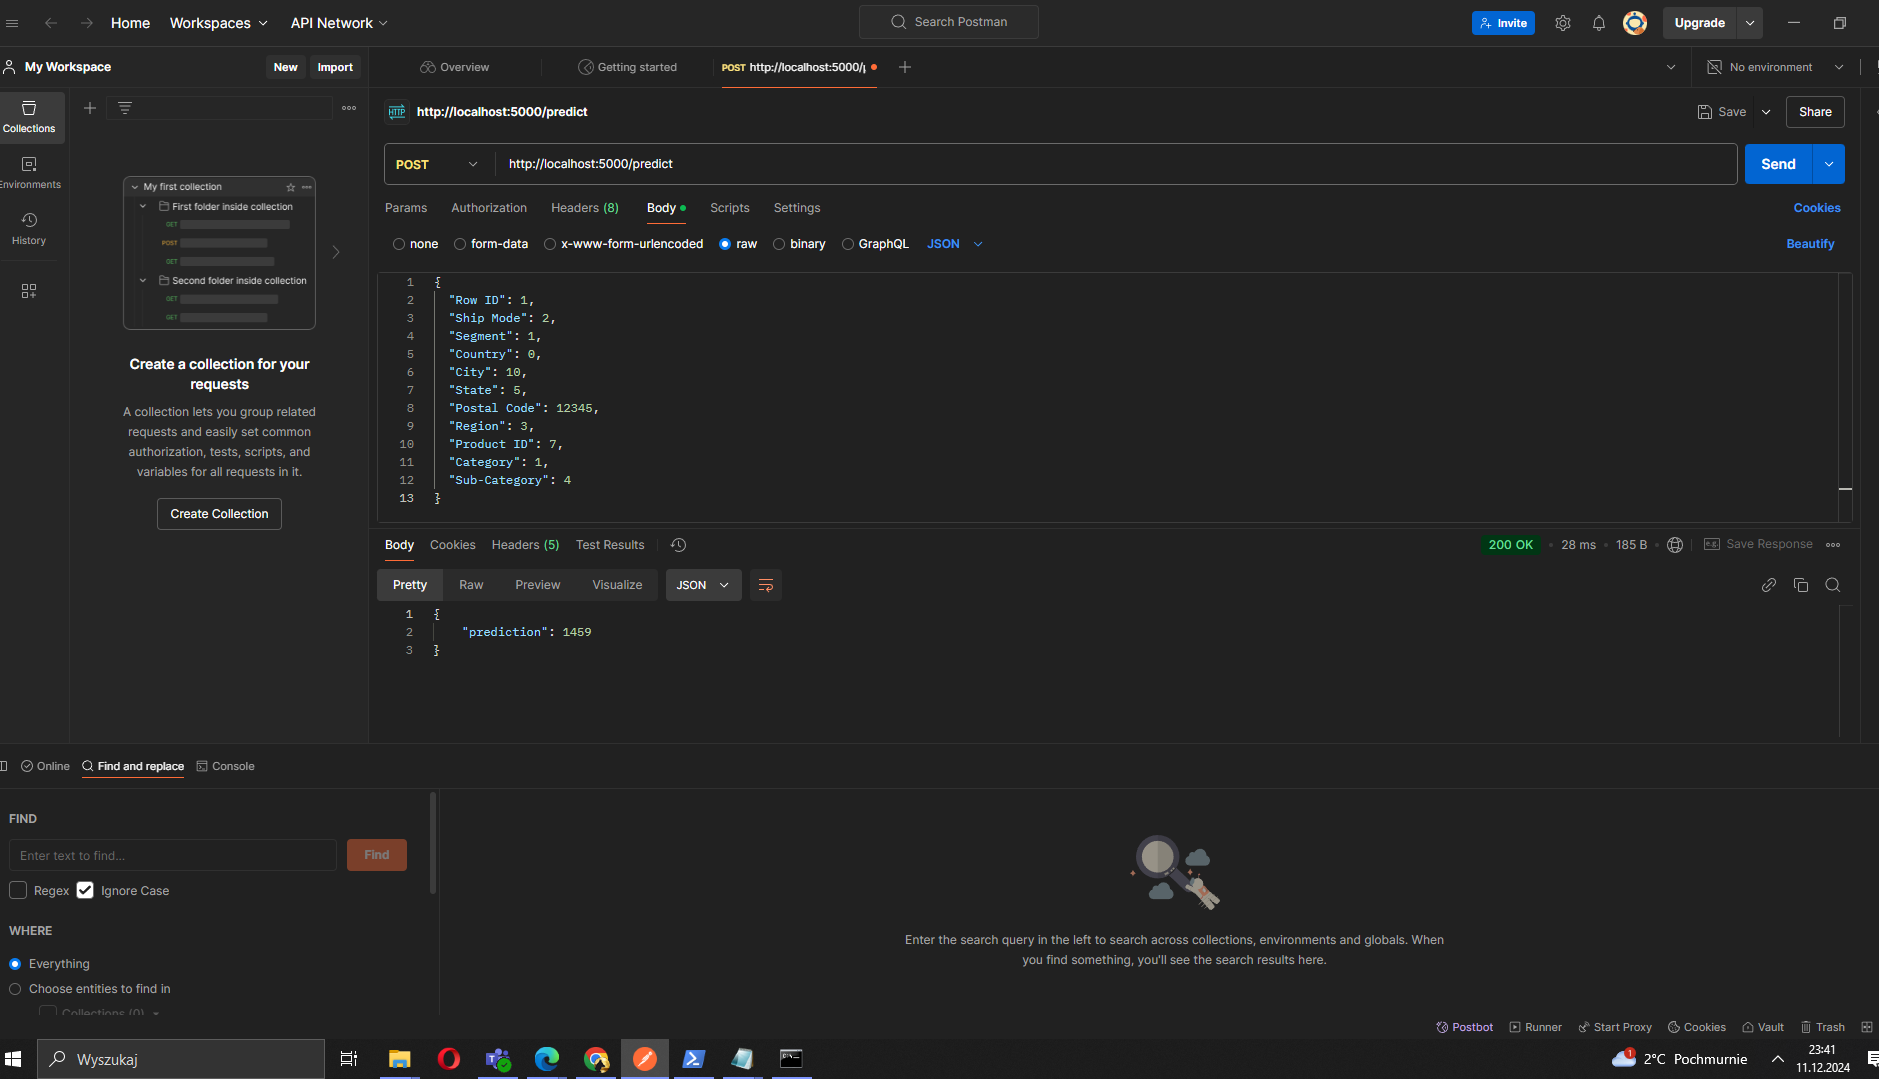 Home Workspaces API Network Search Postman Invite Upgrade
My Workspace New Import Overview Getting started POST http://localhost:5000/ No environment
Collections
Environments
History
My first collection
First folder inside collection
GET
POST
GET
Second folder inside collection
GET
GET
Create a collection for your
requests
A collection lets you group related
requests and easily set common
authorization, tests, scripts, and
variables for all requests in it.
Create Collection
HTTP http://localhost:5000/predict Save Share
POST http://localhost:5000/predict Send
Params Authorization Headers (8) Body Scripts Settings Cookies
none form-data x-www-form-urlencoded raw binary GraphQL JSON Beautify
1 {
2 "Row ID": 1,
3 "Ship Mode": 2,
4 "Segment": 1,
5 "Country": 0,
6 "City": 10,
7 "State": 5,
8 "Postal Code": 12345,
9 "Region": 3,
10 "Product ID": 7,
11 "Category": 1,
12 "Sub-Category": 4
13 }
Body Cookies Headers (5) Test Results 200 OK 28 ms 185 B e.g. Save Response
Pretty Raw Preview Visualize JSON
1 {
2 "prediction": 1459
3 }
Online Find and replace Console
FIND
Enter text to find... Find
Regex Ignore Case
WHERE
Everything
Choose entities to find in
Collections (0)
Enter the search query in the left to search across collections, environments and globals. When
you find something, you'll see the search results here.
Postbot Runner Start Proxy Cookies Vault Trash
Wyszukaj 1 2°C Pochmurnie 23:41
11.12.2024